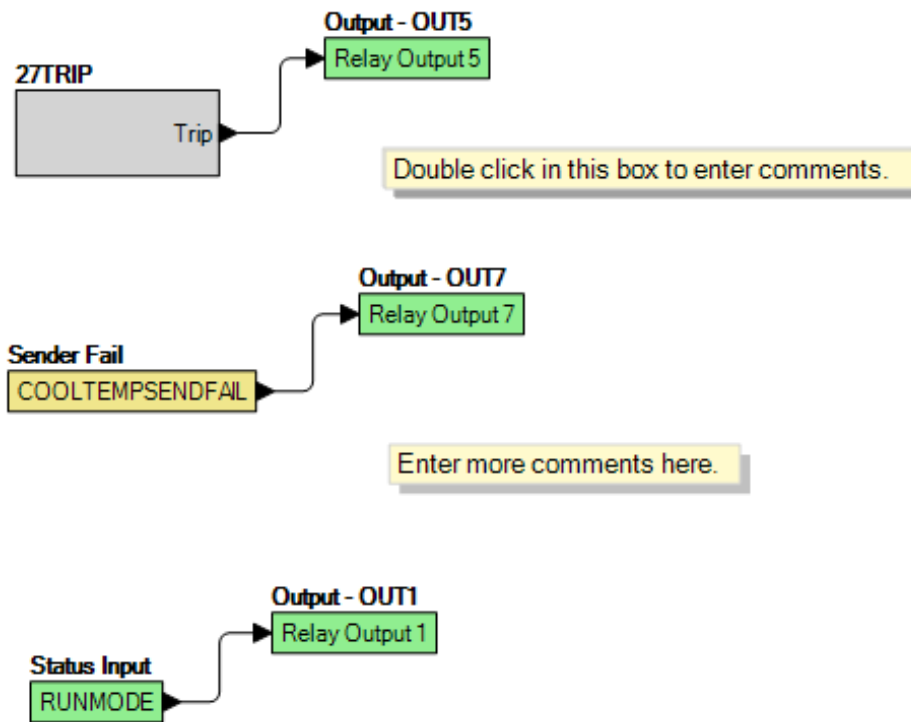 Output - OUT5
Relay Output 5
27TRIP
Trip
Double click in this box to enter comments.
Output - OUT7
Relay Output 7
Sender Fail
COOLTEMPSENDFAIL
Enter more comments here.
Output - OUT1
Relay Output 1
Status Input
RUNMODE